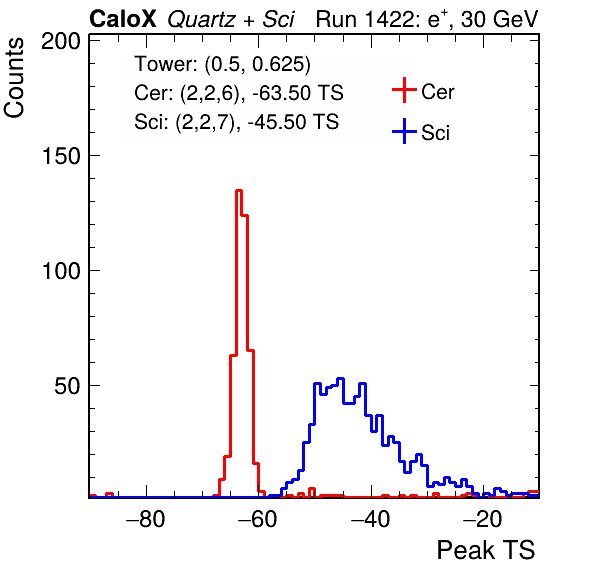 CaloX Quartz + Sci Run 1422: e⁺, 30 GeV
Counts
200
150
100
50
Tower: (0.5, 0.625)
Cer: (2,2,6), -63.50 TS
Sci: (2,2,7), -45.50 TS
Cer
Sci
−80 −60 −40 −20
Peak TS